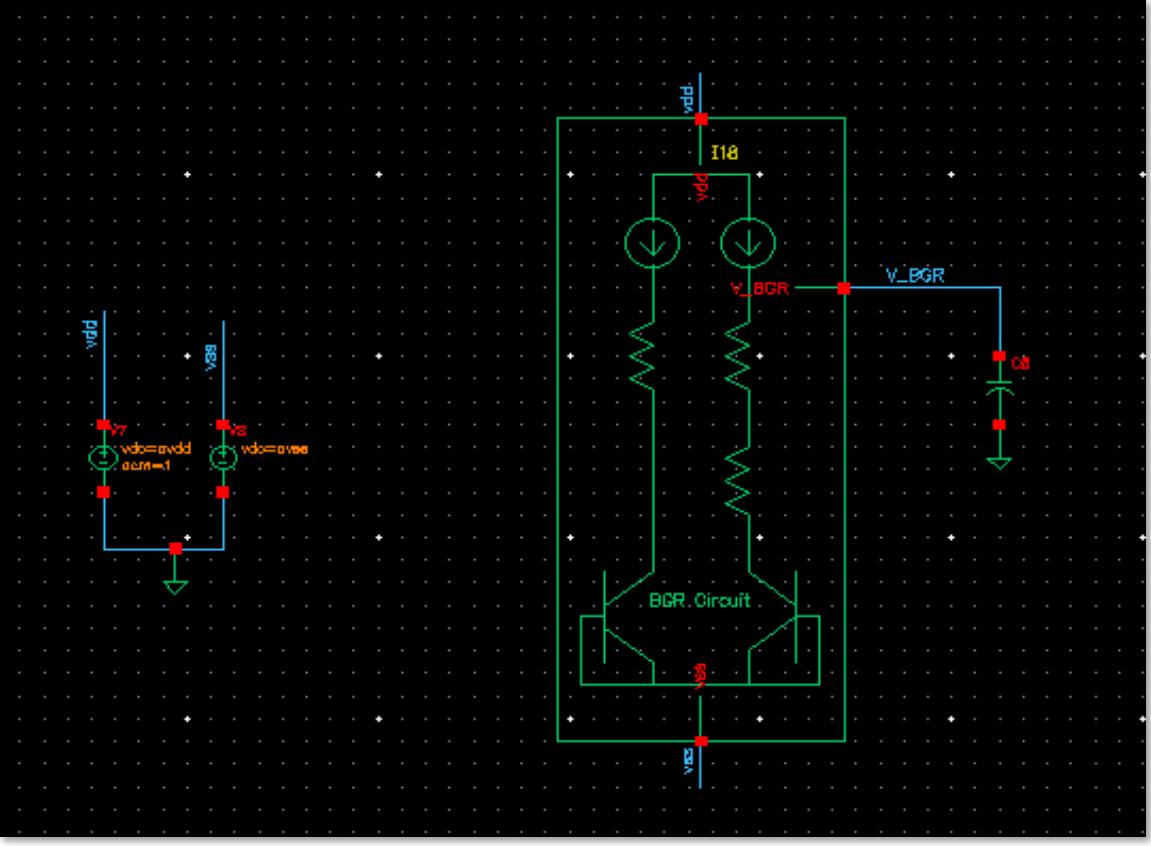 vdd
I10
vdd
V_BGR
V_BGR
vdd
vss
C0
V7
V8
vdc=avdd
vdc=avss
acm=1
BGR Circuit
vss
vss